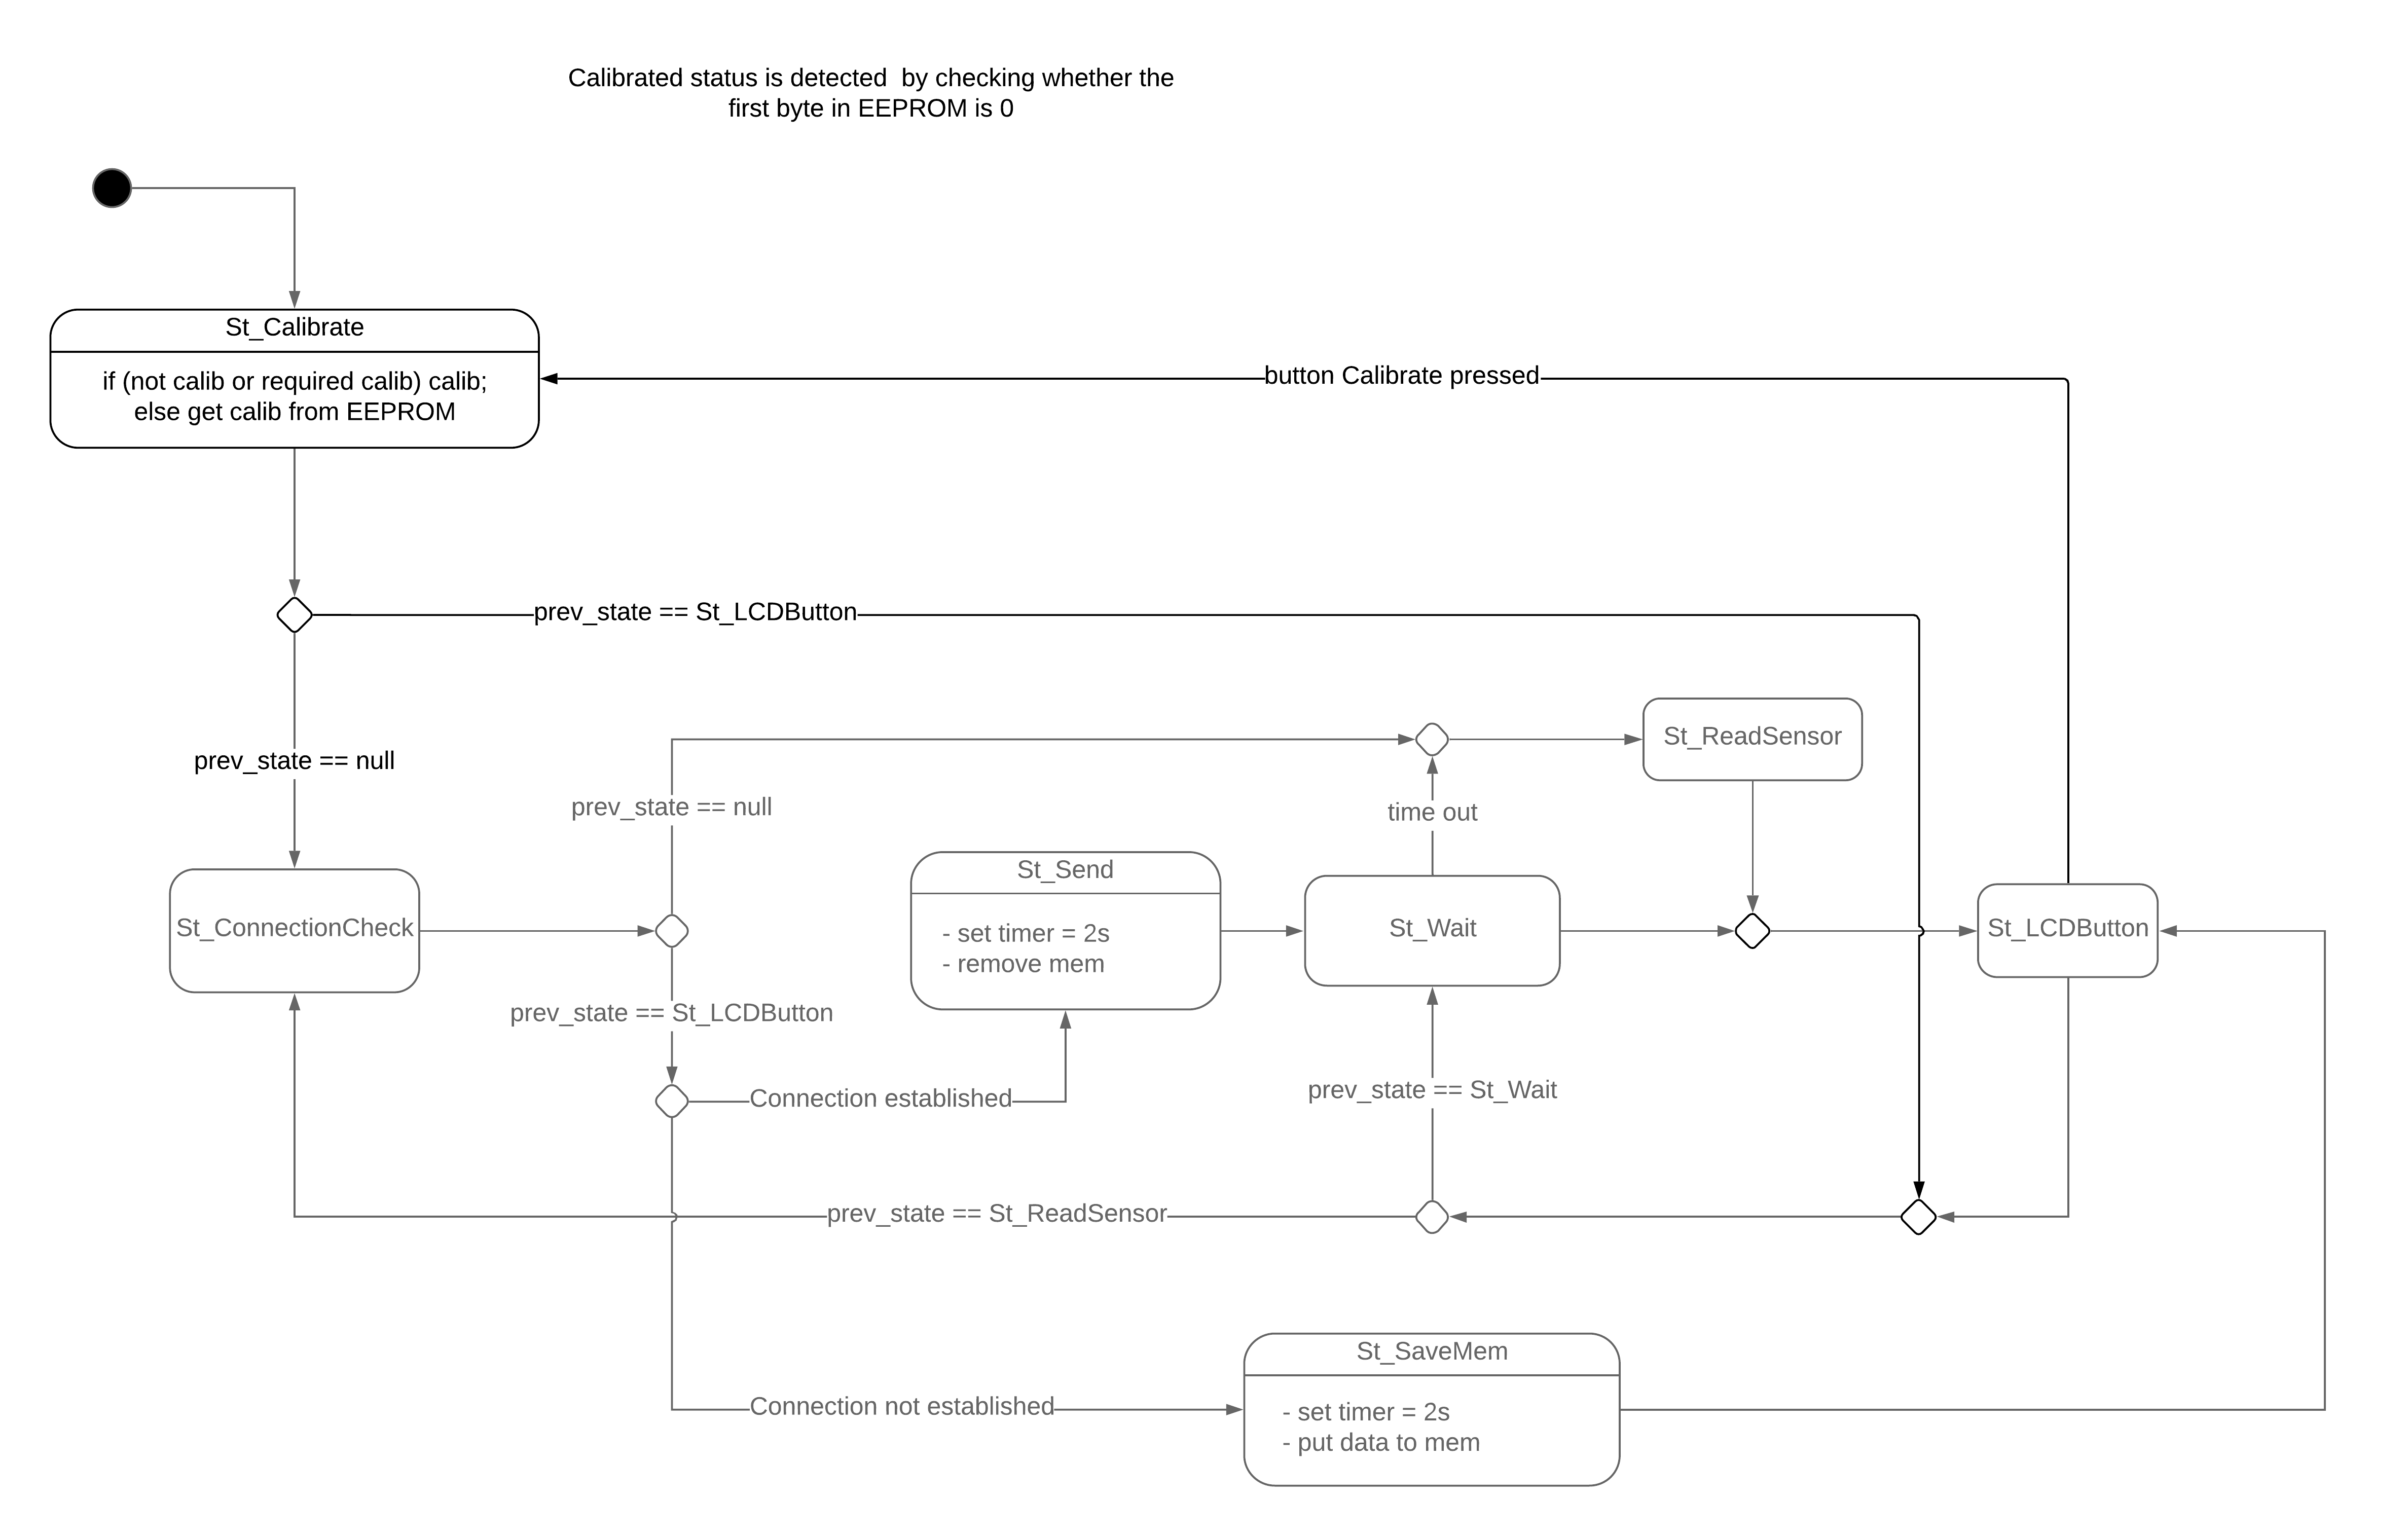 Calibrated status is detected  by checking whether the
first byte in EEPROM is 0
St_Calibrate
if (not calib or required calib) calib;
else get calib from EEPROM
button Calibrate pressed
prev_state == St_LCDButton
prev_state == null
St_ReadSensor
prev_state == null
time out
St_Send
St_ConnectionCheck
- set timer = 2s
- remove mem
St_Wait
St_LCDButton
prev_state == St_LCDButton
Connection established
prev_state == St_Wait
prev_state == St_ReadSensor
St_SaveMem
Connection not established
- set timer = 2s
- put data to mem